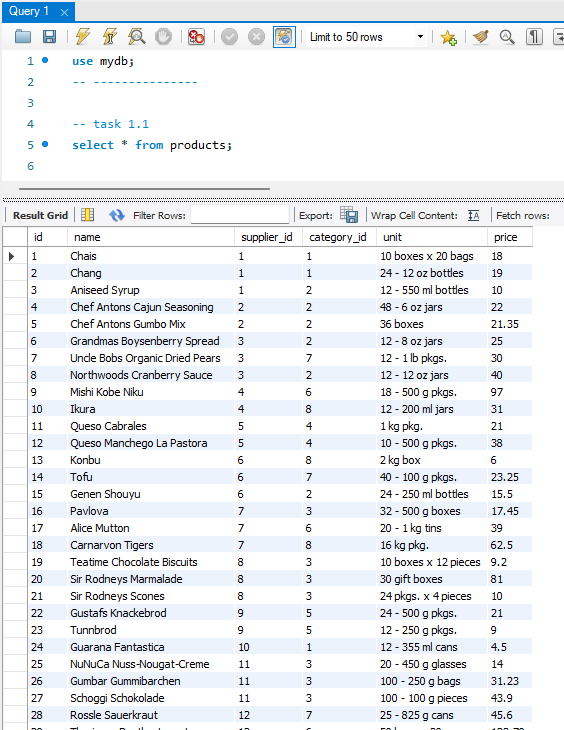 Query 1
Limit to 50 rows
1 use mydb;
2 -- ---------------
3
4 -- task 1.1
5 select * from products;
6
Result Grid Filter Rows: Export: Wrap Cell Content: Fetch rows:
id name supplier_id category_id unit price
1 Chais 1 1 10 boxes x 20 bags 18
2 Chang 1 1 24 - 12 oz bottles 19
3 Aniseed Syrup 1 2 12 - 550 ml bottles 10
4 Chef Antons Cajun Seasoning 2 2 48 - 6 oz jars 22
5 Chef Antons Gumbo Mix 2 2 36 boxes 21.35
6 Grandmas Boysenberry Spread 3 2 12 - 8 oz jars 25
7 Uncle Bobs Organic Dried Pears 3 7 12 - 1 lb pkgs. 30
8 Northwoods Cranberry Sauce 3 2 12 - 12 oz jars 40
9 Mishi Kobe Niku 4 6 18 - 500 g pkgs. 97
10 Ikura 4 8 12 - 200 ml jars 31
11 Queso Cabrales 5 4 1 kg pkg. 21
12 Queso Manchego La Pastora 5 4 10 - 500 g pkgs. 38
13 Konbu 6 8 2 kg box 6
14 Tofu 6 7 40 - 100 g pkgs. 23.25
15 Genen Shouyu 6 2 24 - 250 ml bottles 15.5
16 Pavlova 7 3 32 - 500 g boxes 17.45
17 Alice Mutton 7 6 20 - 1 kg tins 39
18 Carnarvon Tigers 7 8 16 kg pkg. 62.5
19 Teatime Chocolate Biscuits 8 3 10 boxes x 12 pieces 9.2
20 Sir Rodneys Marmalade 8 3 30 gift boxes 81
21 Sir Rodneys Scones 8 3 24 pkgs. x 4 pieces 10
22 Gustafs Knackebrod 9 5 24 - 500 g pkgs. 21
23 Tunnbrod 9 5 12 - 250 g pkgs. 9
24 Guarana Fantastica 10 1 12 - 355 ml cans 4.5
25 NuNuCa Nuss-Nougat-Creme 11 3 20 - 450 g glasses 14
26 Gumbar Gummibarchen 11 3 100 - 250 g bags 31.23
27 Schoggi Schokolade 11 3 100 - 100 g pieces 43.9
28 Rossle Sauerkraut 12 7 25 - 825 g cans 45.6